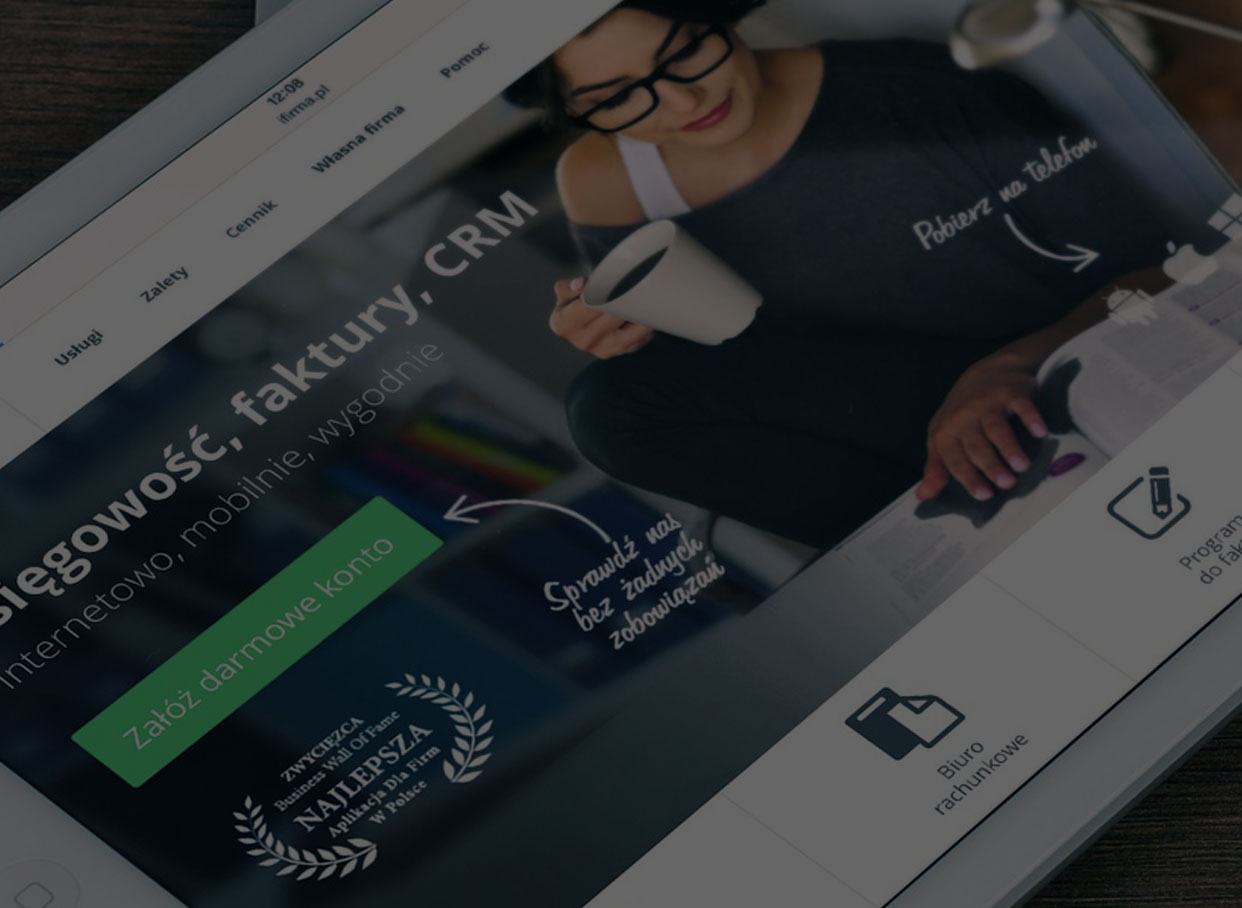 12:08
ifirma.pl
Usługi Zalety Cennik Własna firma Pomoc
sięgowość, faktury, CRM
Internetowo, mobilnie, wygodnie
Załóż darmowe konto
Sprawdź nas
bez żadnych
zobowiązań
Pobierz na telefon
ZWYCIĘZCA
Business Wall Of Fame
NAJLEPSZA
Aplikacja Dla Firm
W Polsce
Biuro
rachunkowe
Program
do